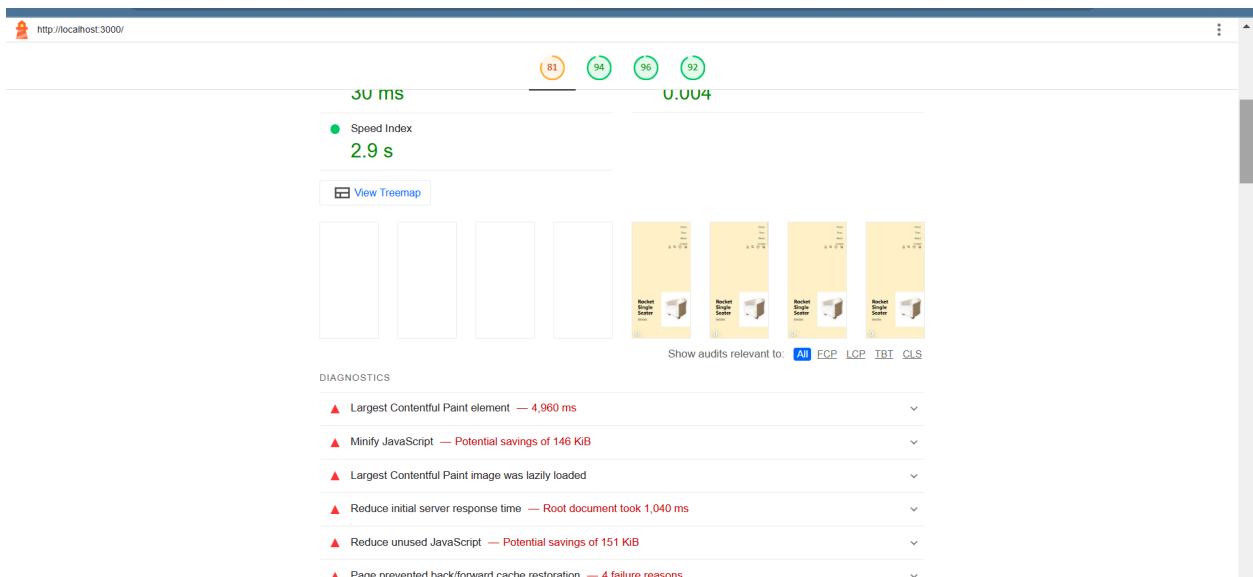 http://localhost:3000/
81 94 96 92
30 ms 0.004
Speed Index
2.9 s
View Treemap
Rocket Single Seater
Rocket Single Seater
Rocket Single Seater
Rocket Single Seater
Show audits relevant to: All FCP LCP TBT CLS
DIAGNOSTICS
Largest Contentful Paint element — 4,960 ms
Minify JavaScript — Potential savings of 146 KiB
Largest Contentful Paint image was lazily loaded
Reduce initial server response time — Root document took 1,040 ms
Reduce unused JavaScript — Potential savings of 151 KiB
Page prevented back/forward cache restoration — 4 failure reasons